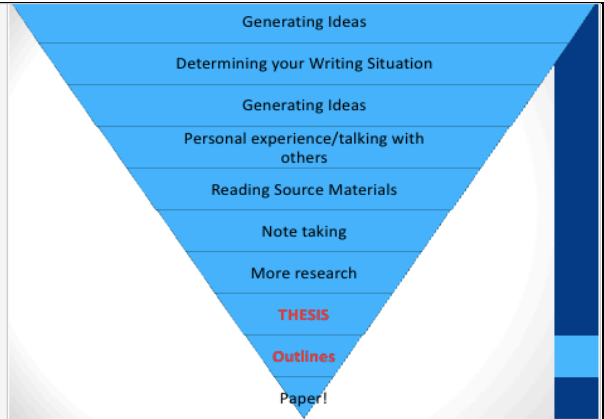 Generating Ideas
Determining your Writing Situation
Generating Ideas
Personal experience/talking with
others
Reading Source Materials
Note taking
More research
THESIS
Outlines
Paper!